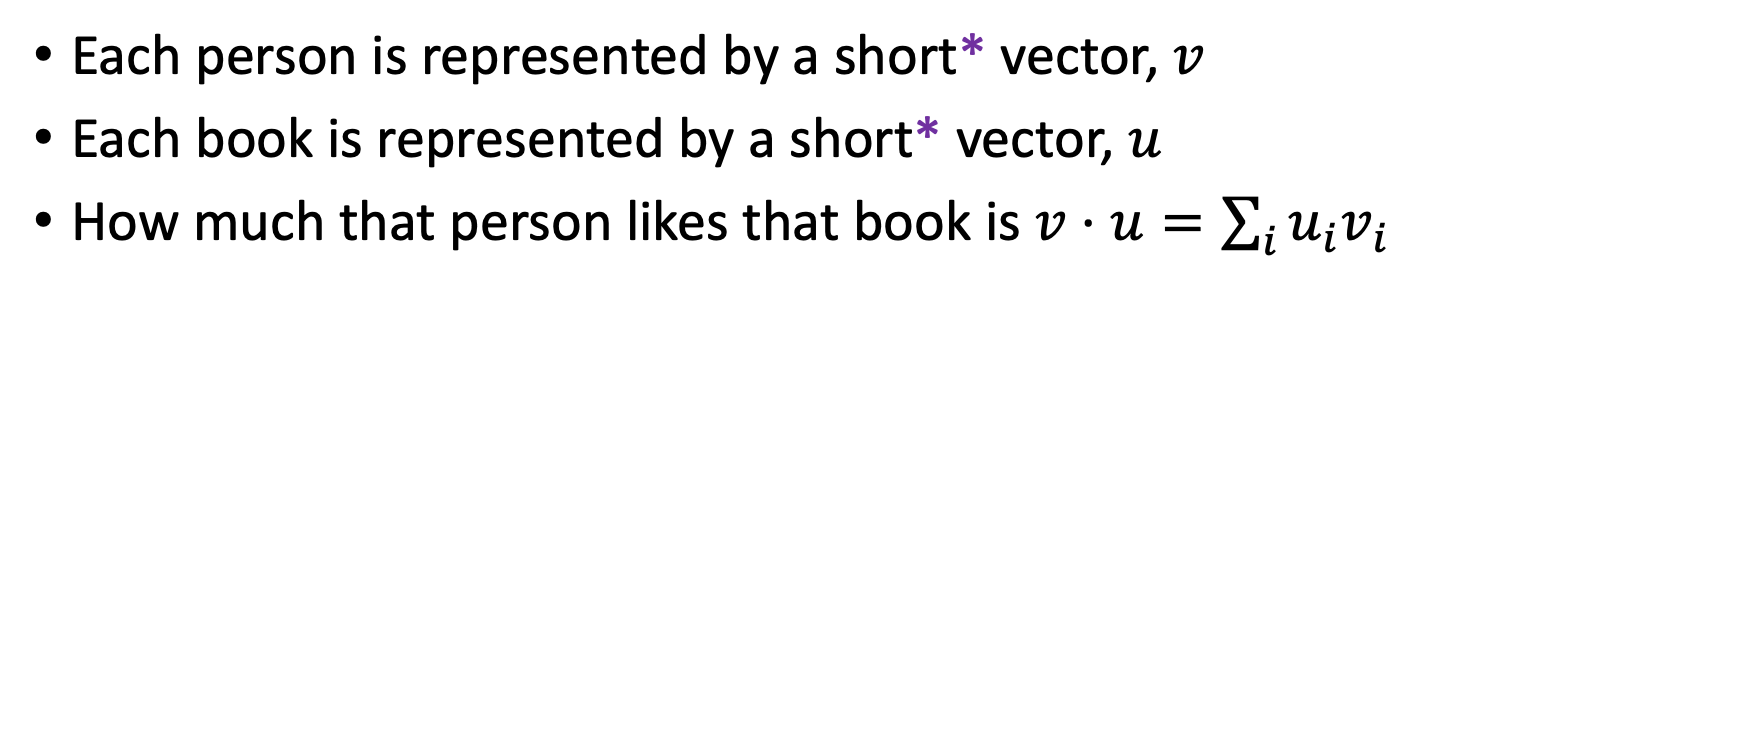 • Each person is represented by a short* vector, 𝑣
• Each book is represented by a short* vector, 𝑢
• How much that person likes that book is 𝑣 · 𝑢 = ∑ᵢ 𝑢ᵢ𝑣ᵢ